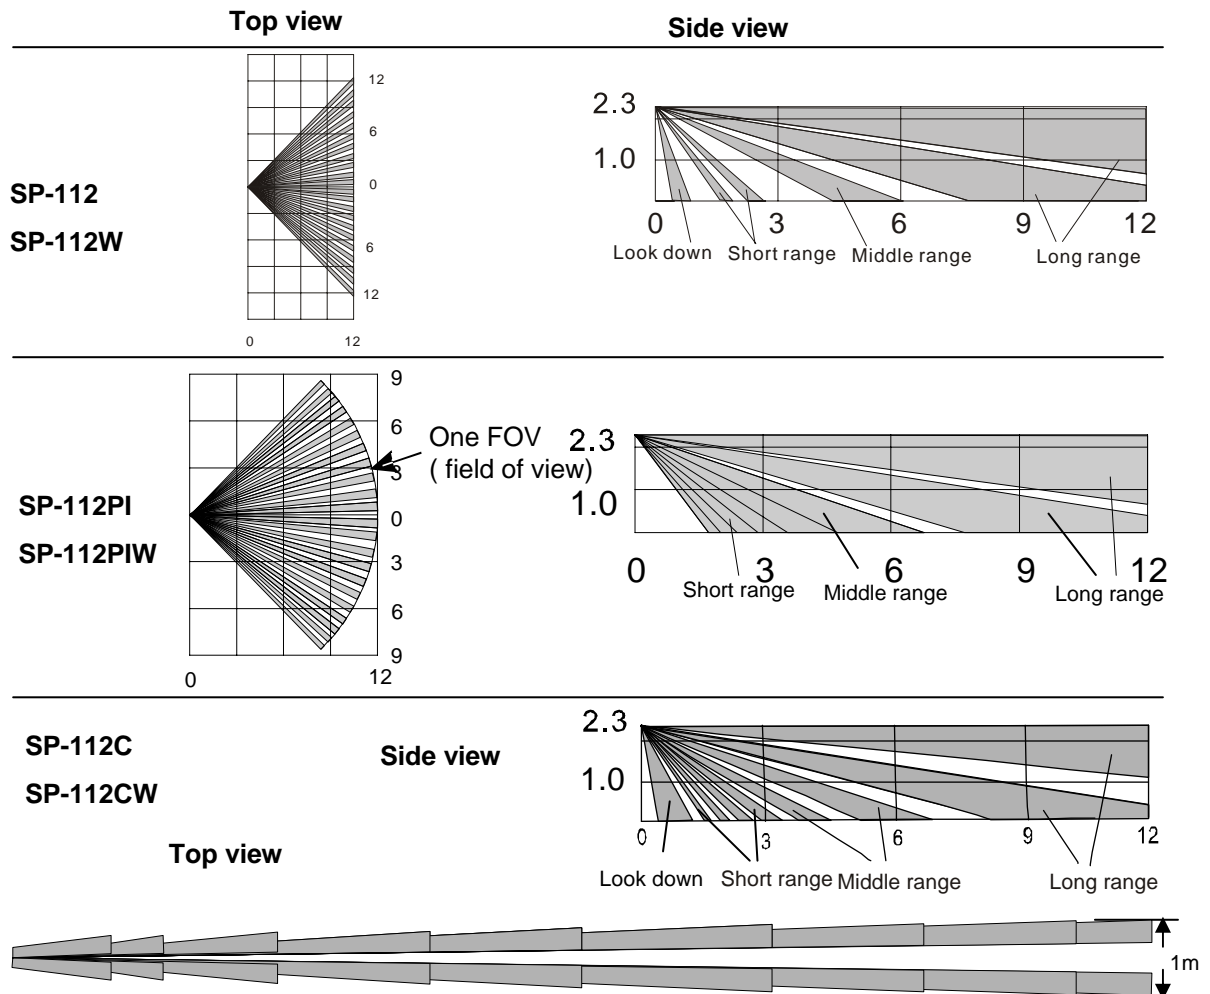 Top view
Side view
SP-112
SP-112W
12
6
0
6
12
0 12
2.3
1.0
0 3 6 9 12
Look down Short range Middle range Long range
SP-112PI
SP-112PIW
9
6
3
0
3
6
9
0 12
One FOV
( field of view)
2.3
1.0
0 3 6 9 12
Short range Middle range Long range
SP-112C
SP-112CW
Side view
2.3
1.0
0 3 6 9 12
Look down Short range Middle range Long range
Top view
1m